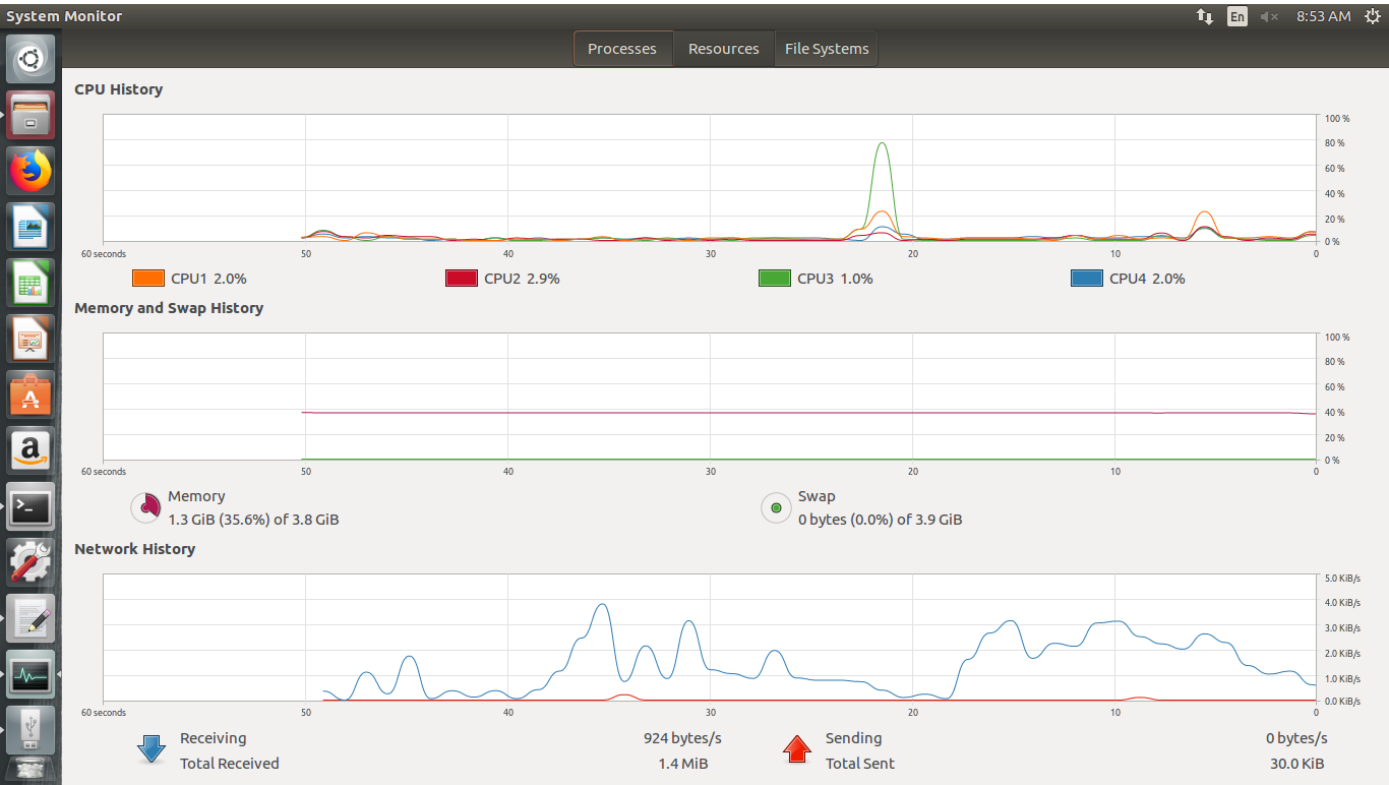 System Monitor
En
8:53 AM
Processes
Resources
File Systems
CPU History
100 %
80 %
60 %
40 %
20 %
0 %
60 seconds
50
40
30
20
10
0
CPU1 2.0%
CPU2 2.9%
CPU3 1.0%
CPU4 2.0%
Memory and Swap History
100 %
80 %
60 %
40 %
20 %
0 %
60 seconds
50
40
30
20
10
0
Memory
1.3 GiB (35.6%) of 3.8 GiB
Swap
0 bytes (0.0%) of 3.9 GiB
Network History
5.0 KiB/s
4.0 KiB/s
3.0 KiB/s
2.0 KiB/s
1.0 KiB/s
0.0 KiB/s
60 seconds
50
40
30
20
10
0
Receiving 924 bytes/s
Total Received 1.4 MiB
Sending 0 bytes/s
Total Sent 30.0 KiB